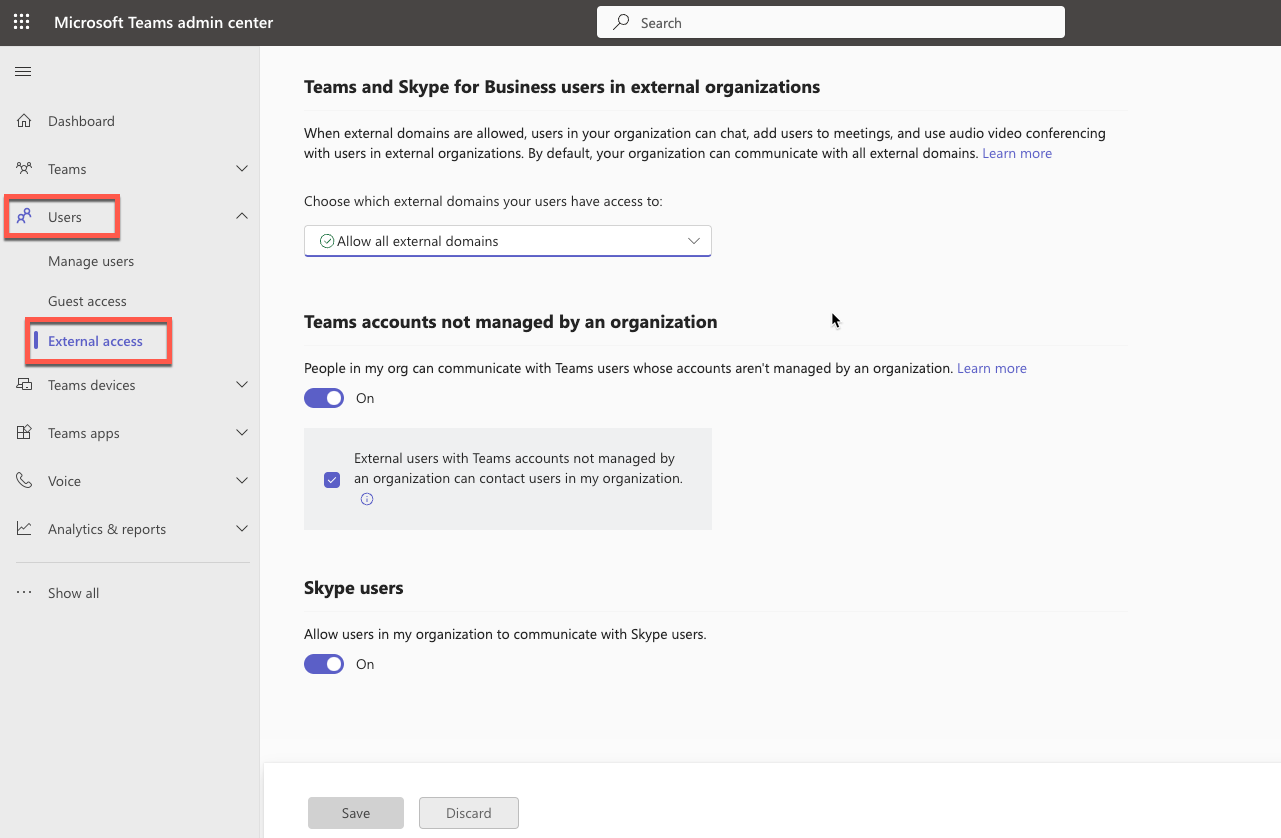 Microsoft Teams admin center
Search
Dashboard
Teams
Users
Manage users
Guest access
External access
Teams devices
Teams apps
Voice
Analytics & reports
Show all
Teams and Skype for Business users in external organizations
When external domains are allowed, users in your organization can chat, add users to meetings, and use audio video conferencing
with users in external organizations. By default, your organization can communicate with all external domains. Learn more
Choose which external domains your users have access to:
Allow all external domains
Teams accounts not managed by an organization
People in my org can communicate with Teams users whose accounts aren't managed by an organization. Learn more
On
External users with Teams accounts not managed by
an organization can contact users in my organization.
Skype users
Allow users in my organization to communicate with Skype users.
On
Save
Discard